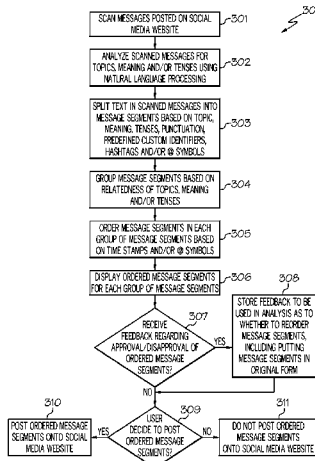 30
SCAN MESSAGES POSTED ON SOCIAL
MEDIA WEBSITE
301
ANALYZE SCANNED MESSAGES FOR
TOPICS, MEANING AND/OR TENSES USING
NATURAL LANGUAGE PROCESSING
302
SPLIT TEXT IN SCANNED MESSAGES INTO
MESSAGE SEGMENTS BASED ON TOPIC,
MEANING, TENSES, PUNCTUATION,
PREDEFINED CUSTOM IDENTIFIERS,
HASHTAGS AND/OR @ SYMBOLS
303
GROUP MESSAGE SEGMENTS BASED ON
RELATEDNESS OF TOPICS, MEANING
AND/OR TENSES
304
ORDER MESSAGE SEGMENTS IN EACH
GROUP OF MESSAGE SEGMENTS BASED
ON TIME STAMPS AND/OR @ SYMBOLS
305
DISPLAY ORDERED MESSAGE SEGMENTS
FOR EACH GROUP OF MESSAGE SEGMENTS
306
307
RECEIVE
FEEDBACK REGARDING
APPROVAL/DISAPPROVAL OF
ORDERED MESSAGE
SEGMENTS?
YES
308
STORE FEEDBACK TO
BE USED IN ANALYSIS AS TO
WHETHER TO REORDER
MESSAGE SEGMENTS,
INCLUDING PUTTING
MESSAGE SEGMENTS IN
ORIGINAL FORM
NO
309
USER
DECIDE TO POST
ORDERED MESSAGE
SEGMENTS?
YES
310
POST ORDERED MESSAGE
SEGMENTS ONTO SOCIAL
MEDIA WEBSITE
NO
311
DO NOT POST ORDERED
MESSAGE SEGMENTS
ONTO SOCIAL MEDIA WEBSITE